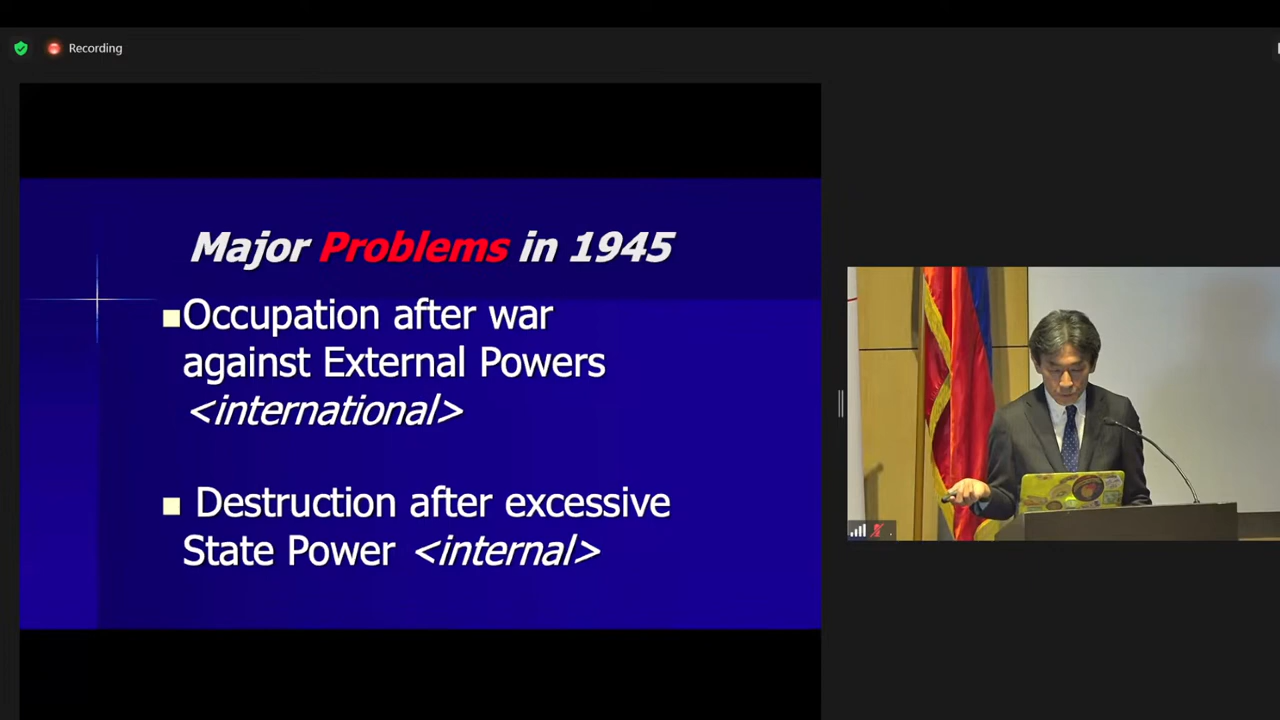 Recording
Major Problems in 1945
■Occupation after war
against External Powers
<international>
■ Destruction after excessive
State Power <internal>